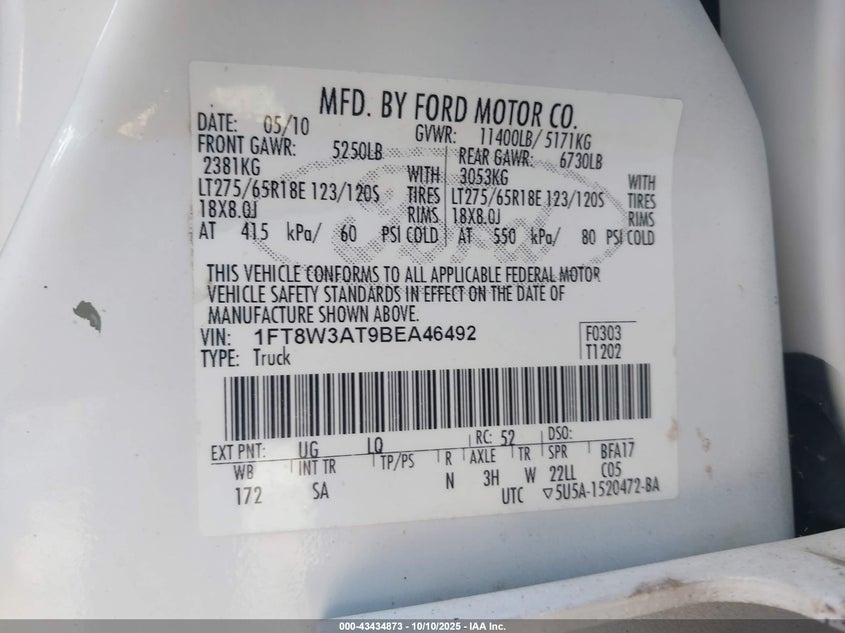 MFD. BY FORD MOTOR CO.
DATE: 05/10 GVWR: 11400LB/ 5171KG
FRONT GAWR: 5250LB REAR GAWR: 6730LB
2381KG WITH 3053KG WITH
LT275/65R18E 123/120S TIRES LT275/65R18E 123/120S TIRES
18X8.0J RIMS 18X8.0J RIMS
AT 415 kPa/ 60 PSI COLD AT 550 kPa/ 80 PSI COLD
THIS VEHICLE CONFORMS TO ALL APPLICABLE FEDERAL MOTOR
VEHICLE SAFETY STANDARDS IN EFFECT ON THE DATE OF
MANUFACTURE SHOWN ABOVE.
VIN: 1FT8W3AT9BEA46492 F0303
TYPE: Truck T1202
EXT PNT: UG LQ RC: 52 DSO:
WB INT TR TP/PS R AXLE TR SPR BFA17
172 SA N 3H W 22LL C05
UTC ▽5U5A-1520472-BA
000-43434873 - 10/10/2025 - IAA Inc.